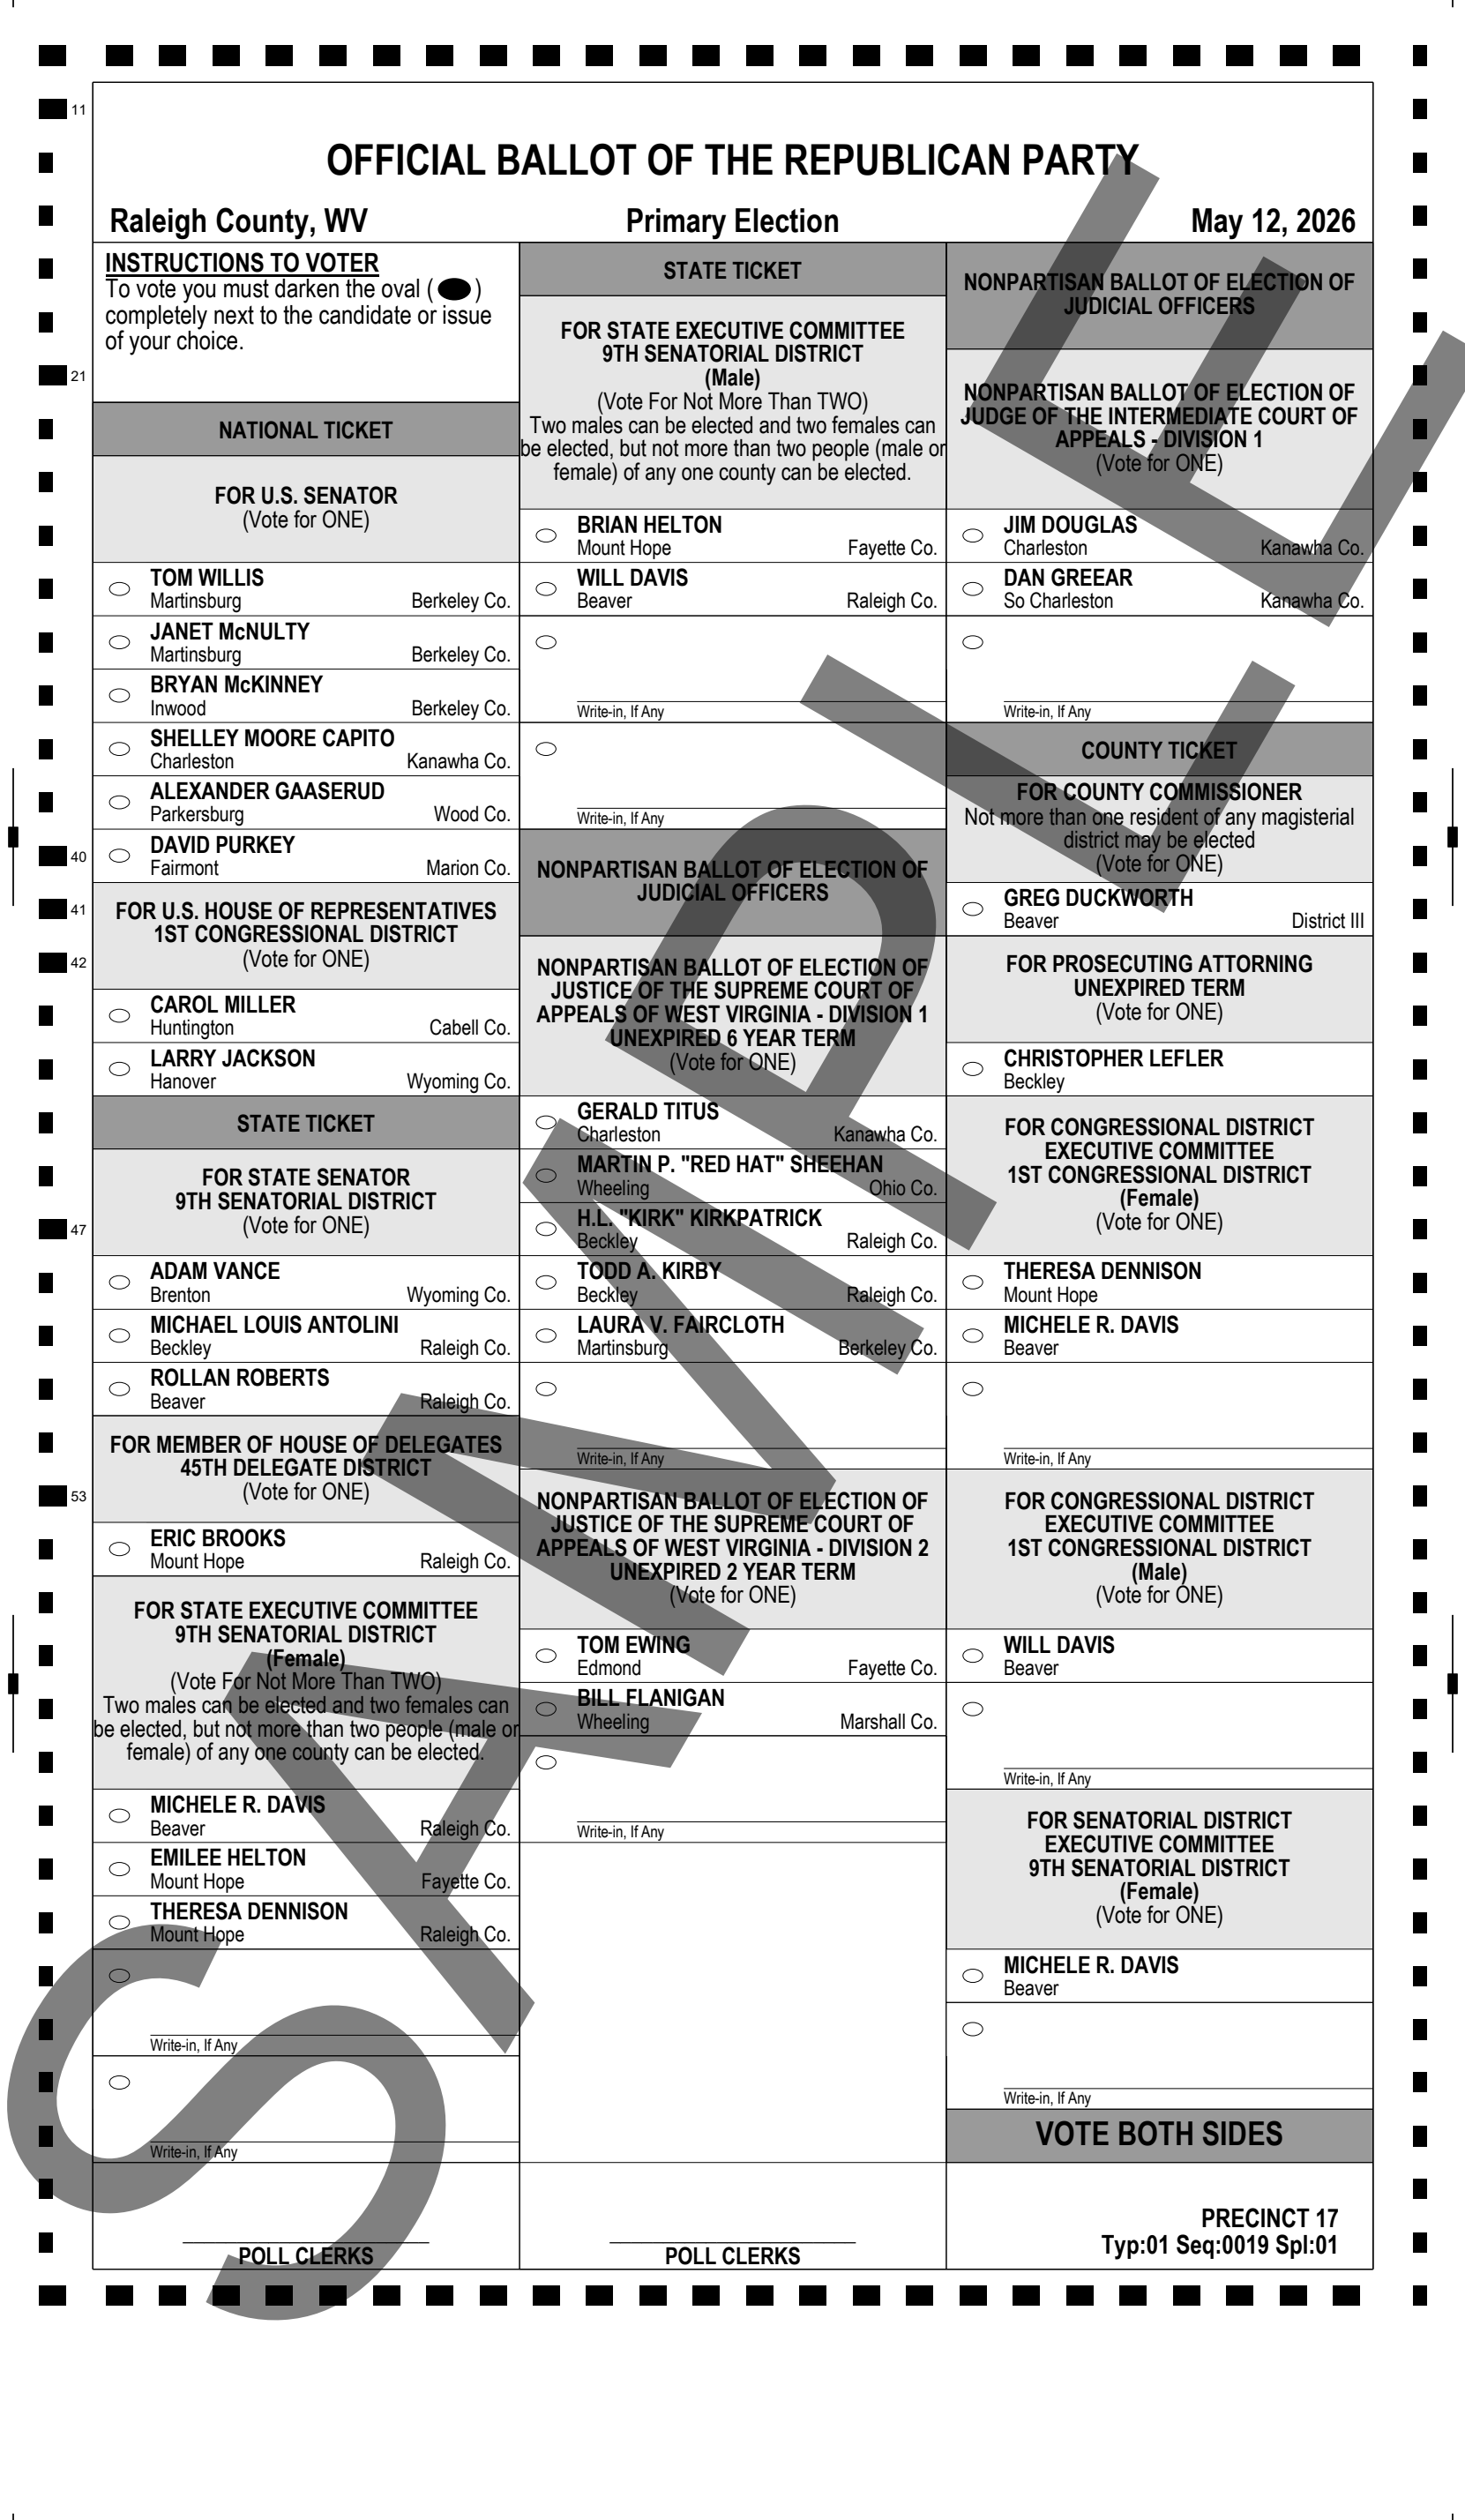 11
OFFICIAL BALLOT OF THE REPUBLICAN PARTY
Raleigh County, WV Primary Election May 12, 2026
INSTRUCTIONS TO VOTER
To vote you must darken the oval ( )
completely next to the candidate or issue
of your choice.
21
NATIONAL TICKET
FOR U.S. SENATOR
(Vote for ONE)
TOM WILLIS
Martinsburg Berkeley Co.
JANET McNULTY
Martinsburg Berkeley Co.
BRYAN McKINNEY
Inwood Berkeley Co.
SHELLEY MOORE CAPITO
Charleston Kanawha Co.
ALEXANDER GAASERUD
Parkersburg Wood Co.
DAVID PURKEY
40
Fairmont Marion Co.
41
FOR U.S. HOUSE OF REPRESENTATIVES
1ST CONGRESSIONAL DISTRICT
42
(Vote for ONE)
CAROL MILLER
Huntington Cabell Co.
LARRY JACKSON
Hanover Wyoming Co.
STATE TICKET
FOR STATE SENATOR
9TH SENATORIAL DISTRICT
47
(Vote for ONE)
ADAM VANCE
Brenton Wyoming Co.
MICHAEL LOUIS ANTOLINI
Beckley Raleigh Co.
ROLLAN ROBERTS
Beaver Raleigh Co.
FOR MEMBER OF HOUSE OF DELEGATES
45TH DELEGATE DISTRICT
53
(Vote for ONE)
ERIC BROOKS
Mount Hope Raleigh Co.
FOR STATE EXECUTIVE COMMITTEE
9TH SENATORIAL DISTRICT
(Female)
(Vote For Not More Than TWO)
Two males can be elected and two females can
be elected, but not more than two people (male or
female) of any one county can be elected.
MICHELE R. DAVIS
Beaver Raleigh Co.
EMILEE HELTON
Mount Hope Fayette Co.
THERESA DENNISON
Mount Hope Raleigh Co.
Write-in, If Any
Write-in, If Any
POLL CLERKS
STATE TICKET
FOR STATE EXECUTIVE COMMITTEE
9TH SENATORIAL DISTRICT
(Male)
(Vote For Not More Than TWO)
Two males can be elected and two females can
be elected, but not more than two people (male or
female) of any one county can be elected.
BRIAN HELTON
Mount Hope Fayette Co.
WILL DAVIS
Beaver Raleigh Co.
Write-in, If Any
Write-in, If Any
NONPARTISAN BALLOT OF ELECTION OF
JUDICIAL OFFICERS
NONPARTISAN BALLOT OF ELECTION OF
JUSTICE OF THE SUPREME COURT OF
APPEALS OF WEST VIRGINIA - DIVISION 1
UNEXPIRED 6 YEAR TERM
(Vote for ONE)
GERALD TITUS
Charleston Kanawha Co.
MARTIN P. "RED HAT" SHEEHAN
Wheeling Ohio Co.
H.L. "KIRK" KIRKPATRICK
Beckley Raleigh Co.
TODD A. KIRBY
Beckley Raleigh Co.
LAURA V. FAIRCLOTH
Martinsburg Berkeley Co.
Write-in, If Any
NONPARTISAN BALLOT OF ELECTION OF
JUSTICE OF THE SUPREME COURT OF
APPEALS OF WEST VIRGINIA - DIVISION 2
UNEXPIRED 2 YEAR TERM
(Vote for ONE)
TOM EWING
Edmond Fayette Co.
BILL FLANIGAN
Wheeling Marshall Co.
Write-in, If Any
POLL CLERKS
NONPARTISAN BALLOT OF ELECTION OF
JUDICIAL OFFICERS
NONPARTISAN BALLOT OF ELECTION OF
JUDGE OF THE INTERMEDIATE COURT OF
APPEALS - DIVISION 1
(Vote for ONE)
JIM DOUGLAS
Charleston Kanawha Co.
DAN GREEAR
So Charleston Kanawha Co.
Write-in, If Any
COUNTY TICKET
FOR COUNTY COMMISSIONER
Not more than one resident of any magisterial
district may be elected
(Vote for ONE)
GREG DUCKWORTH
Beaver District III
FOR PROSECUTING ATTORNING
UNEXPIRED TERM
(Vote for ONE)
CHRISTOPHER LEFLER
Beckley
FOR CONGRESSIONAL DISTRICT
EXECUTIVE COMMITTEE
1ST CONGRESSIONAL DISTRICT
(Female)
(Vote for ONE)
THERESA DENNISON
Mount Hope
MICHELE R. DAVIS
Beaver
Write-in, If Any
FOR CONGRESSIONAL DISTRICT
EXECUTIVE COMMITTEE
1ST CONGRESSIONAL DISTRICT
(Male)
(Vote for ONE)
WILL DAVIS
Beaver
Write-in, If Any
FOR SENATORIAL DISTRICT
EXECUTIVE COMMITTEE
9TH SENATORIAL DISTRICT
(Female)
(Vote for ONE)
MICHELE R. DAVIS
Beaver
Write-in, If Any
VOTE BOTH SIDES
PRECINCT 17
Typ:01 Seq:0019 Spl:01
SAMPLE